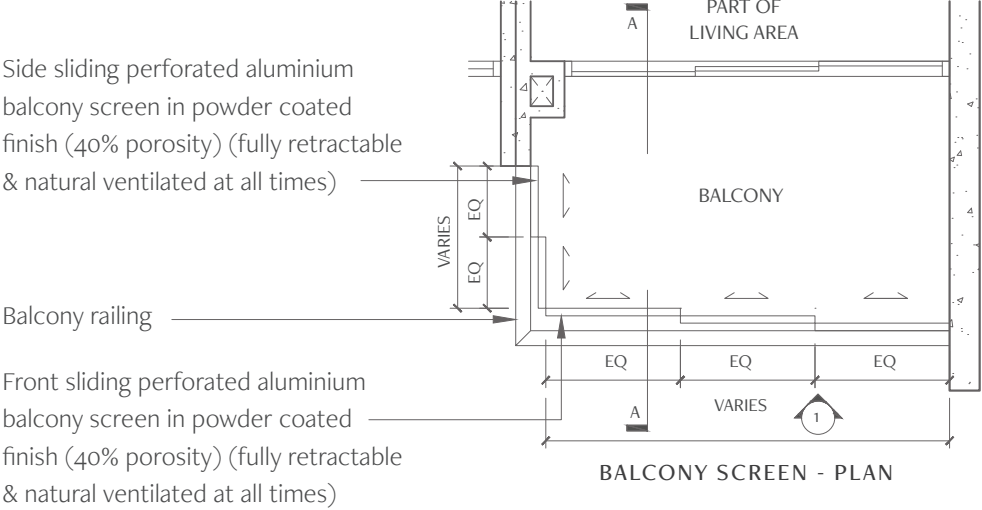 A
PART OF
LIVING AREA
Side sliding perforated aluminium
balcony screen in powder coated
finish (40% porosity) (fully retractable
& natural ventilated at all times)
BALCONY
VARIES
EQ
EQ
Balcony railing
EQ
EQ
EQ
Front sliding perforated aluminium
balcony screen in powder coated
finish (40% porosity) (fully retractable
& natural ventilated at all times)
A
VARIES
1
BALCONY SCREEN - PLAN